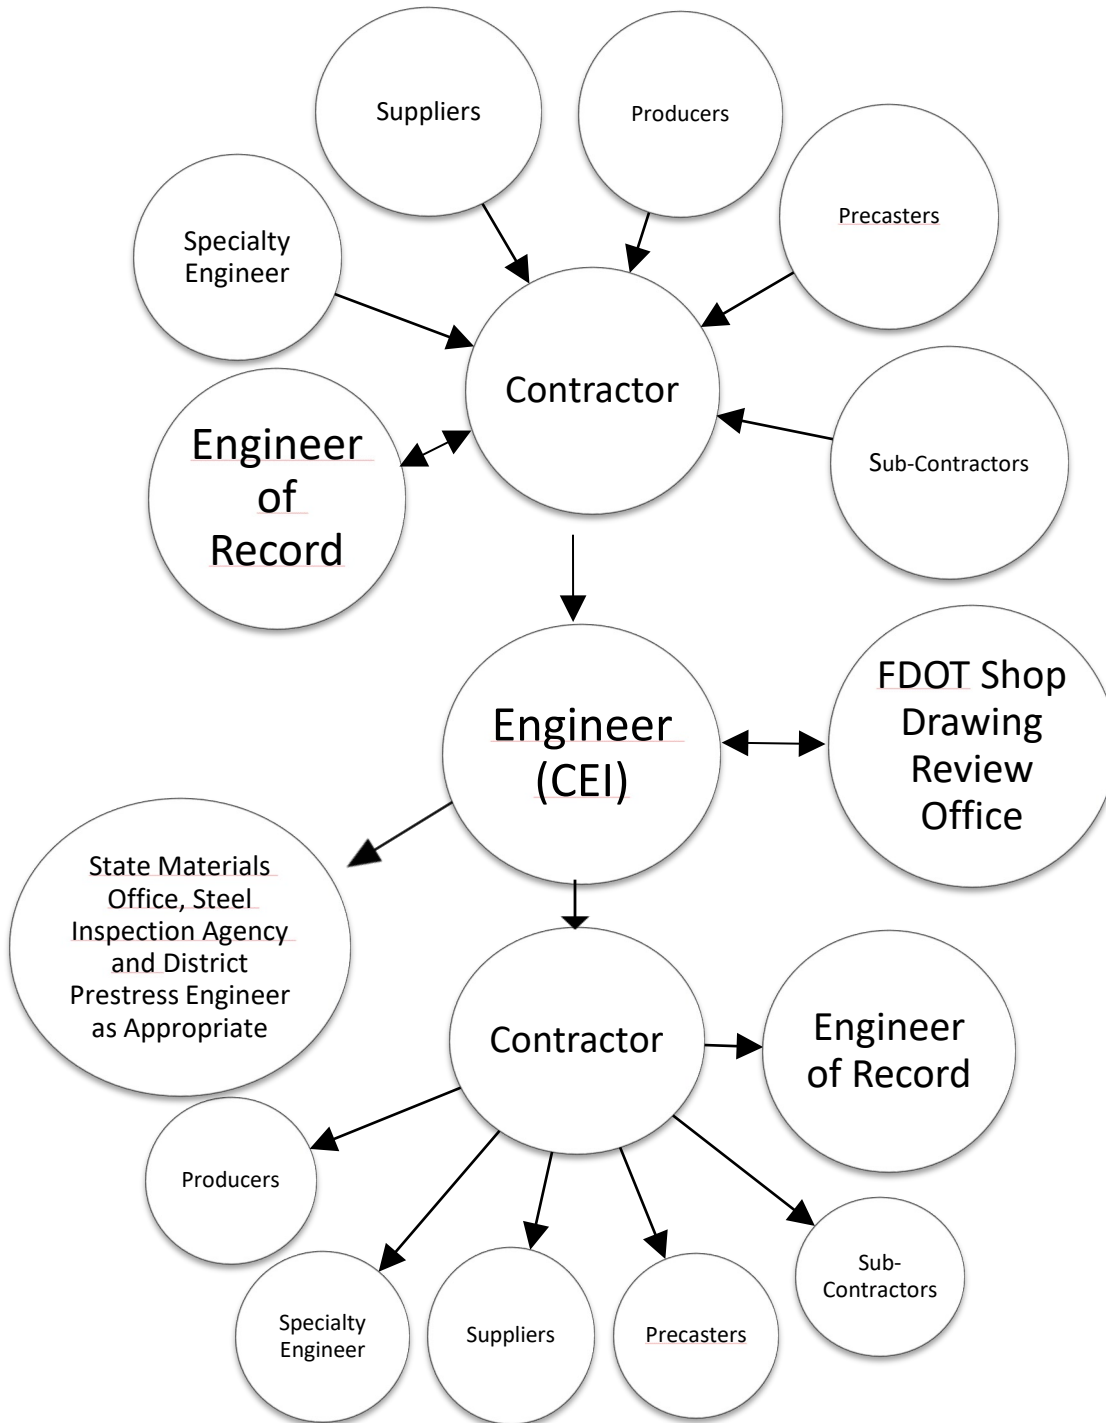 Suppliers
Producers
Precasters
Specialty
Engineer
Contractor
Engineer
of
Record
Sub-Contractors
Engineer
(CEI)
FDOT Shop
Drawing
Review
Office
State Materials
Office, Steel
Inspection Agency
and District
Prestress Engineer
as Appropriate
Contractor
Engineer
of Record
Producers
Specialty
Engineer
Suppliers
Precasters
Sub-
Contractors